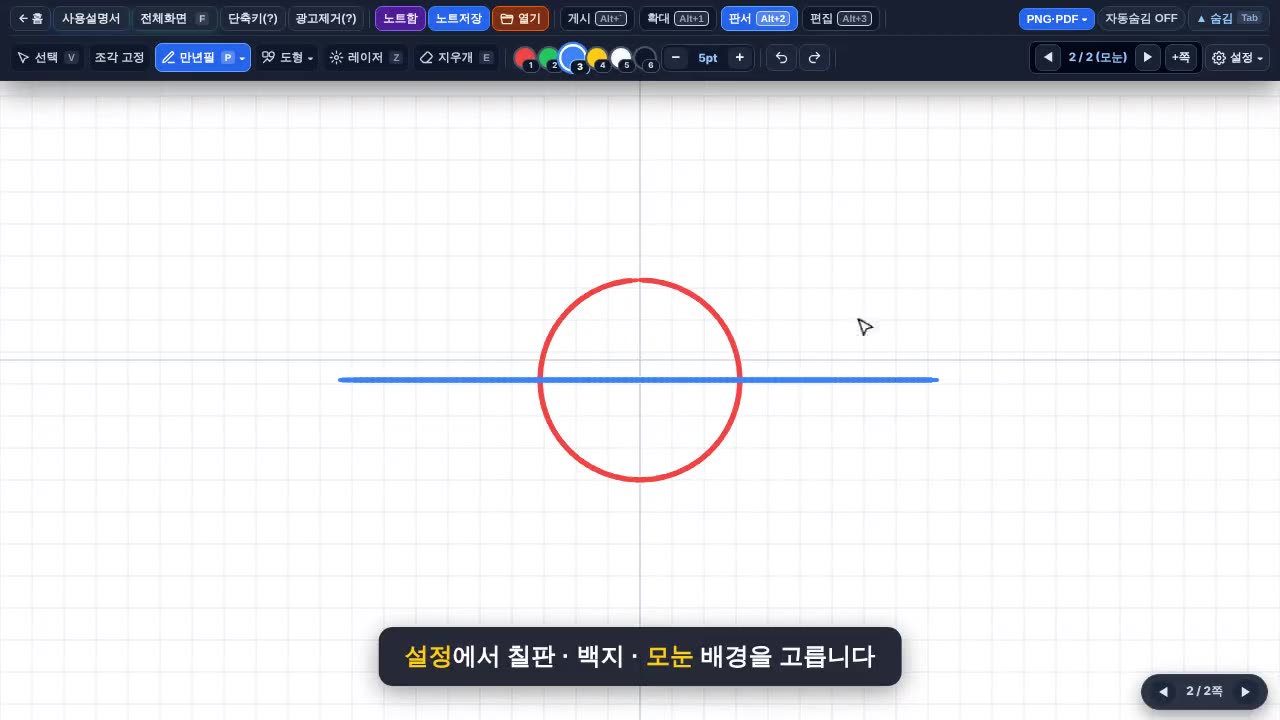 ← 홈 사용설명서 전체화면 F 단축키(?) 광고제거(?) 노트함 노트저장 열기 게시 Alt+` 확대 Alt+1 판서 Alt+2 편집 Alt+3 PNG·PDF 자동숨김 OFF ▲ 숨김 Tab
선택 V 조각 고정 만년필 P 도형 레이저 Z 지우개 E 1 2 3 4 5 6 − 5pt + ◀ 2 / 2 (모눈) ▶ +쪽 설정
설정에서 칠판 · 백지 · 모눈 배경을 고릅니다
◀ 2 / 2쪽 ▶